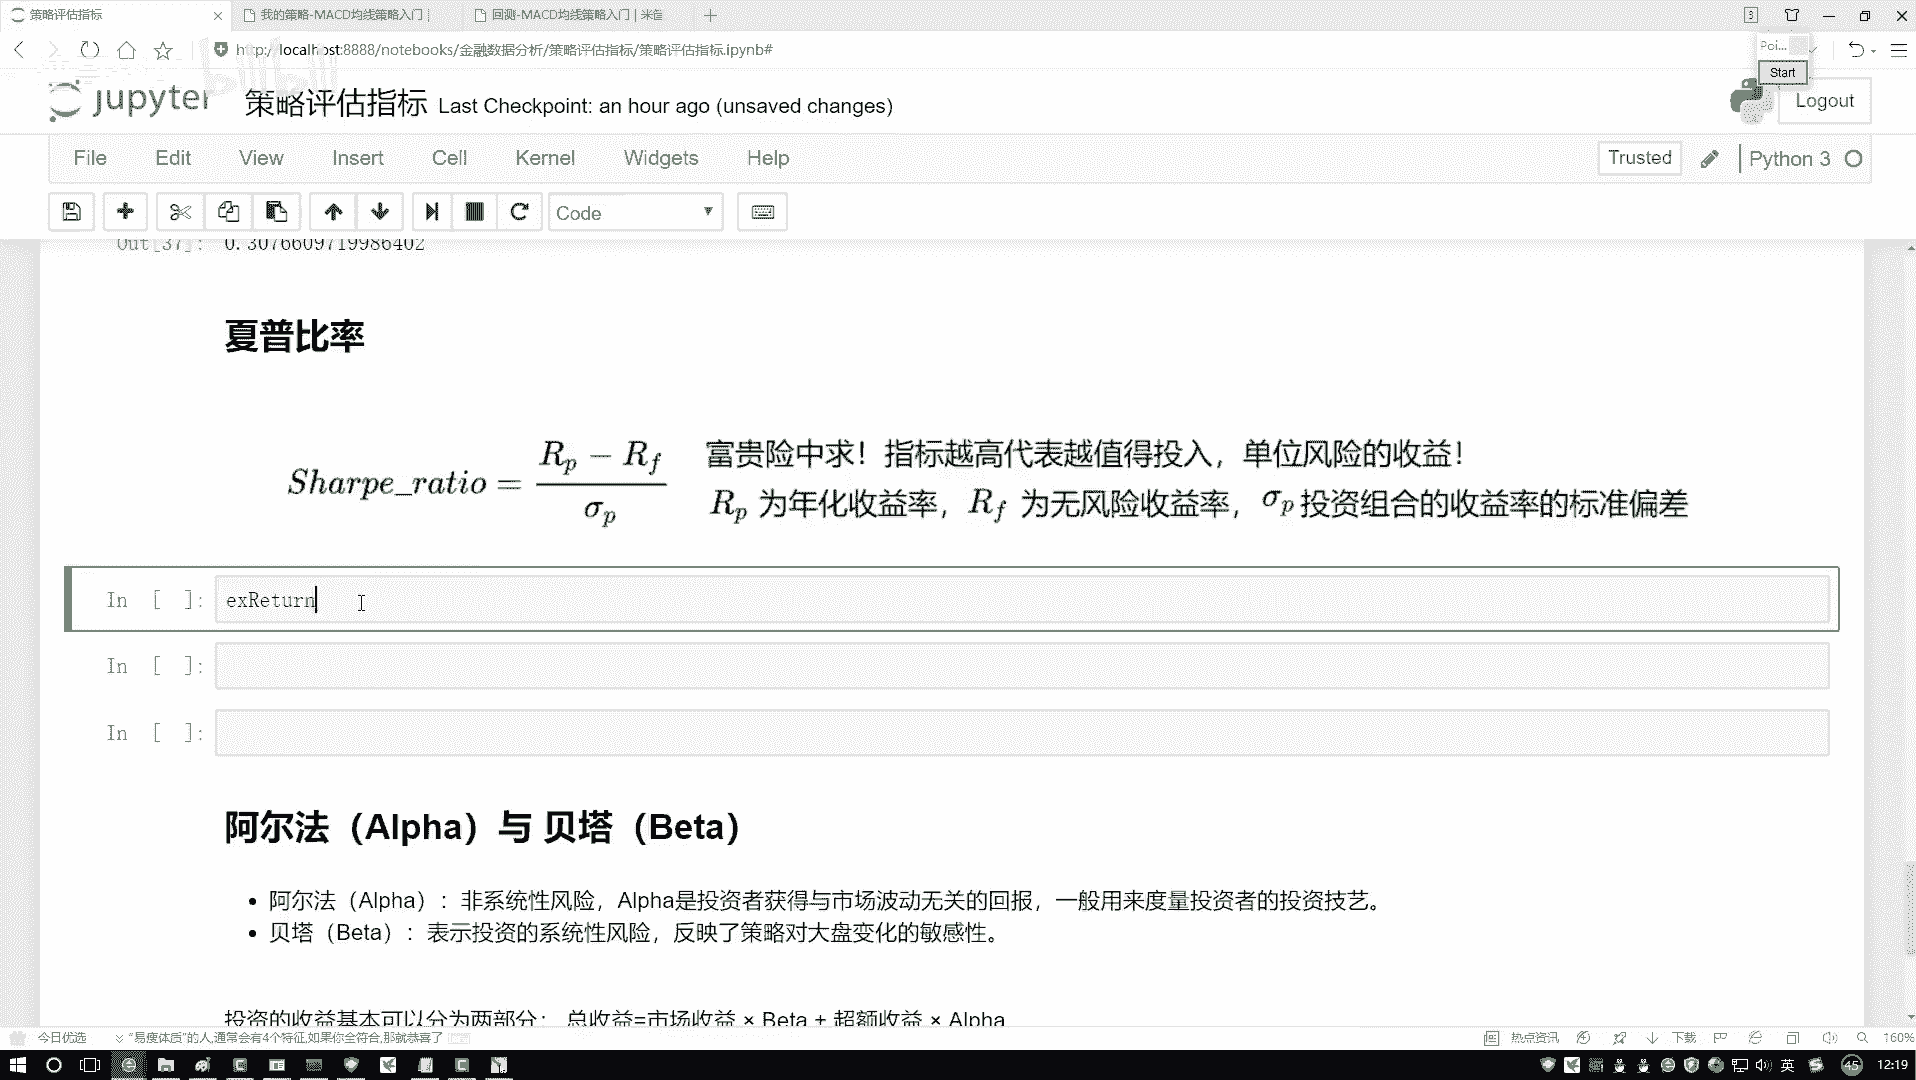 策略评估指标
我的策略-MACD均线策略入门 |
回测-MACD均线策略入门 | 米筐
http://localhost:8888/notebooks/金融数据分析/策略评估指标/策略评估指标.ipynb#
Poi...
Start
jupyter 策略评估指标 Last Checkpoint: an hour ago (unsaved changes)
Logout
File Edit View Insert Cell Kernel Widgets Help
Trusted Python 3
Code
Out[37]: 0.3076609719986402
夏普比率
Sharpe_ratio = (R_p − R_f) / σ_p
富贵险中求！指标越高代表越值得投入，单位风险的收益！
R_p 为年化收益率，R_f 为无风险收益率，σ_p 投资组合的收益率的标准偏差
In [ ]: exReturn
In [ ]:
In [ ]:
阿尔法（Alpha）与 贝塔（Beta）
阿尔法（Alpha）：非系统性风险，Alpha是投资者获得与市场波动无关的回报，一般用来度量投资者的投资技艺。
贝塔（Beta）：表示投资的系统性风险，反映了策略对大盘变化的敏感性。
投资的收益基本可以分为两部分： 总收益=市场收益 × Beta + 超额收益 × Alpha
今日优选 "易瘦体质"的人,通常会有4个特征,如果你全符合,那就恭喜了
热点资讯 下载 160%
英 45 12:19